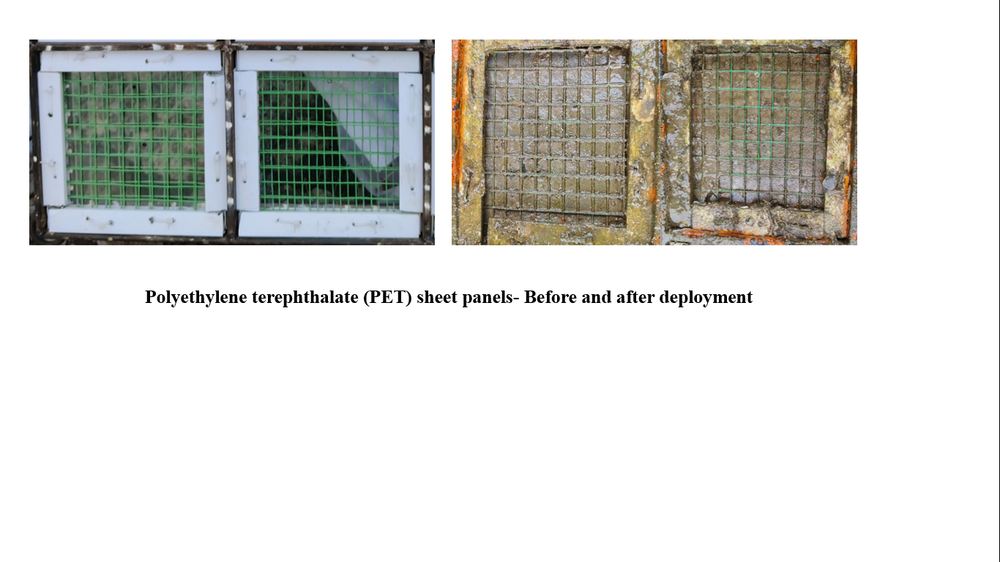 Polyethylene terephthalate (PET) sheet panels- Before and after deployment